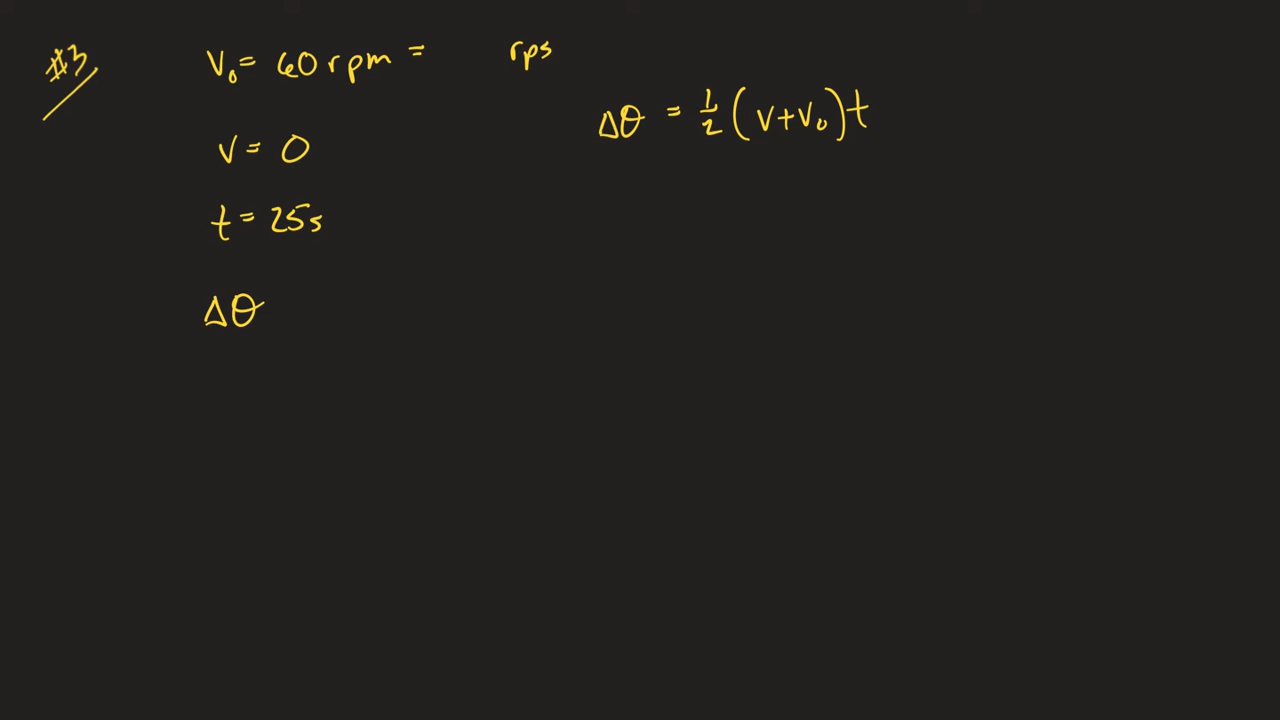 #3
V₀ = 60 rpm = rps
Δθ = 1/2 (V+V₀)t
V = 0
t = 25s
Δθ